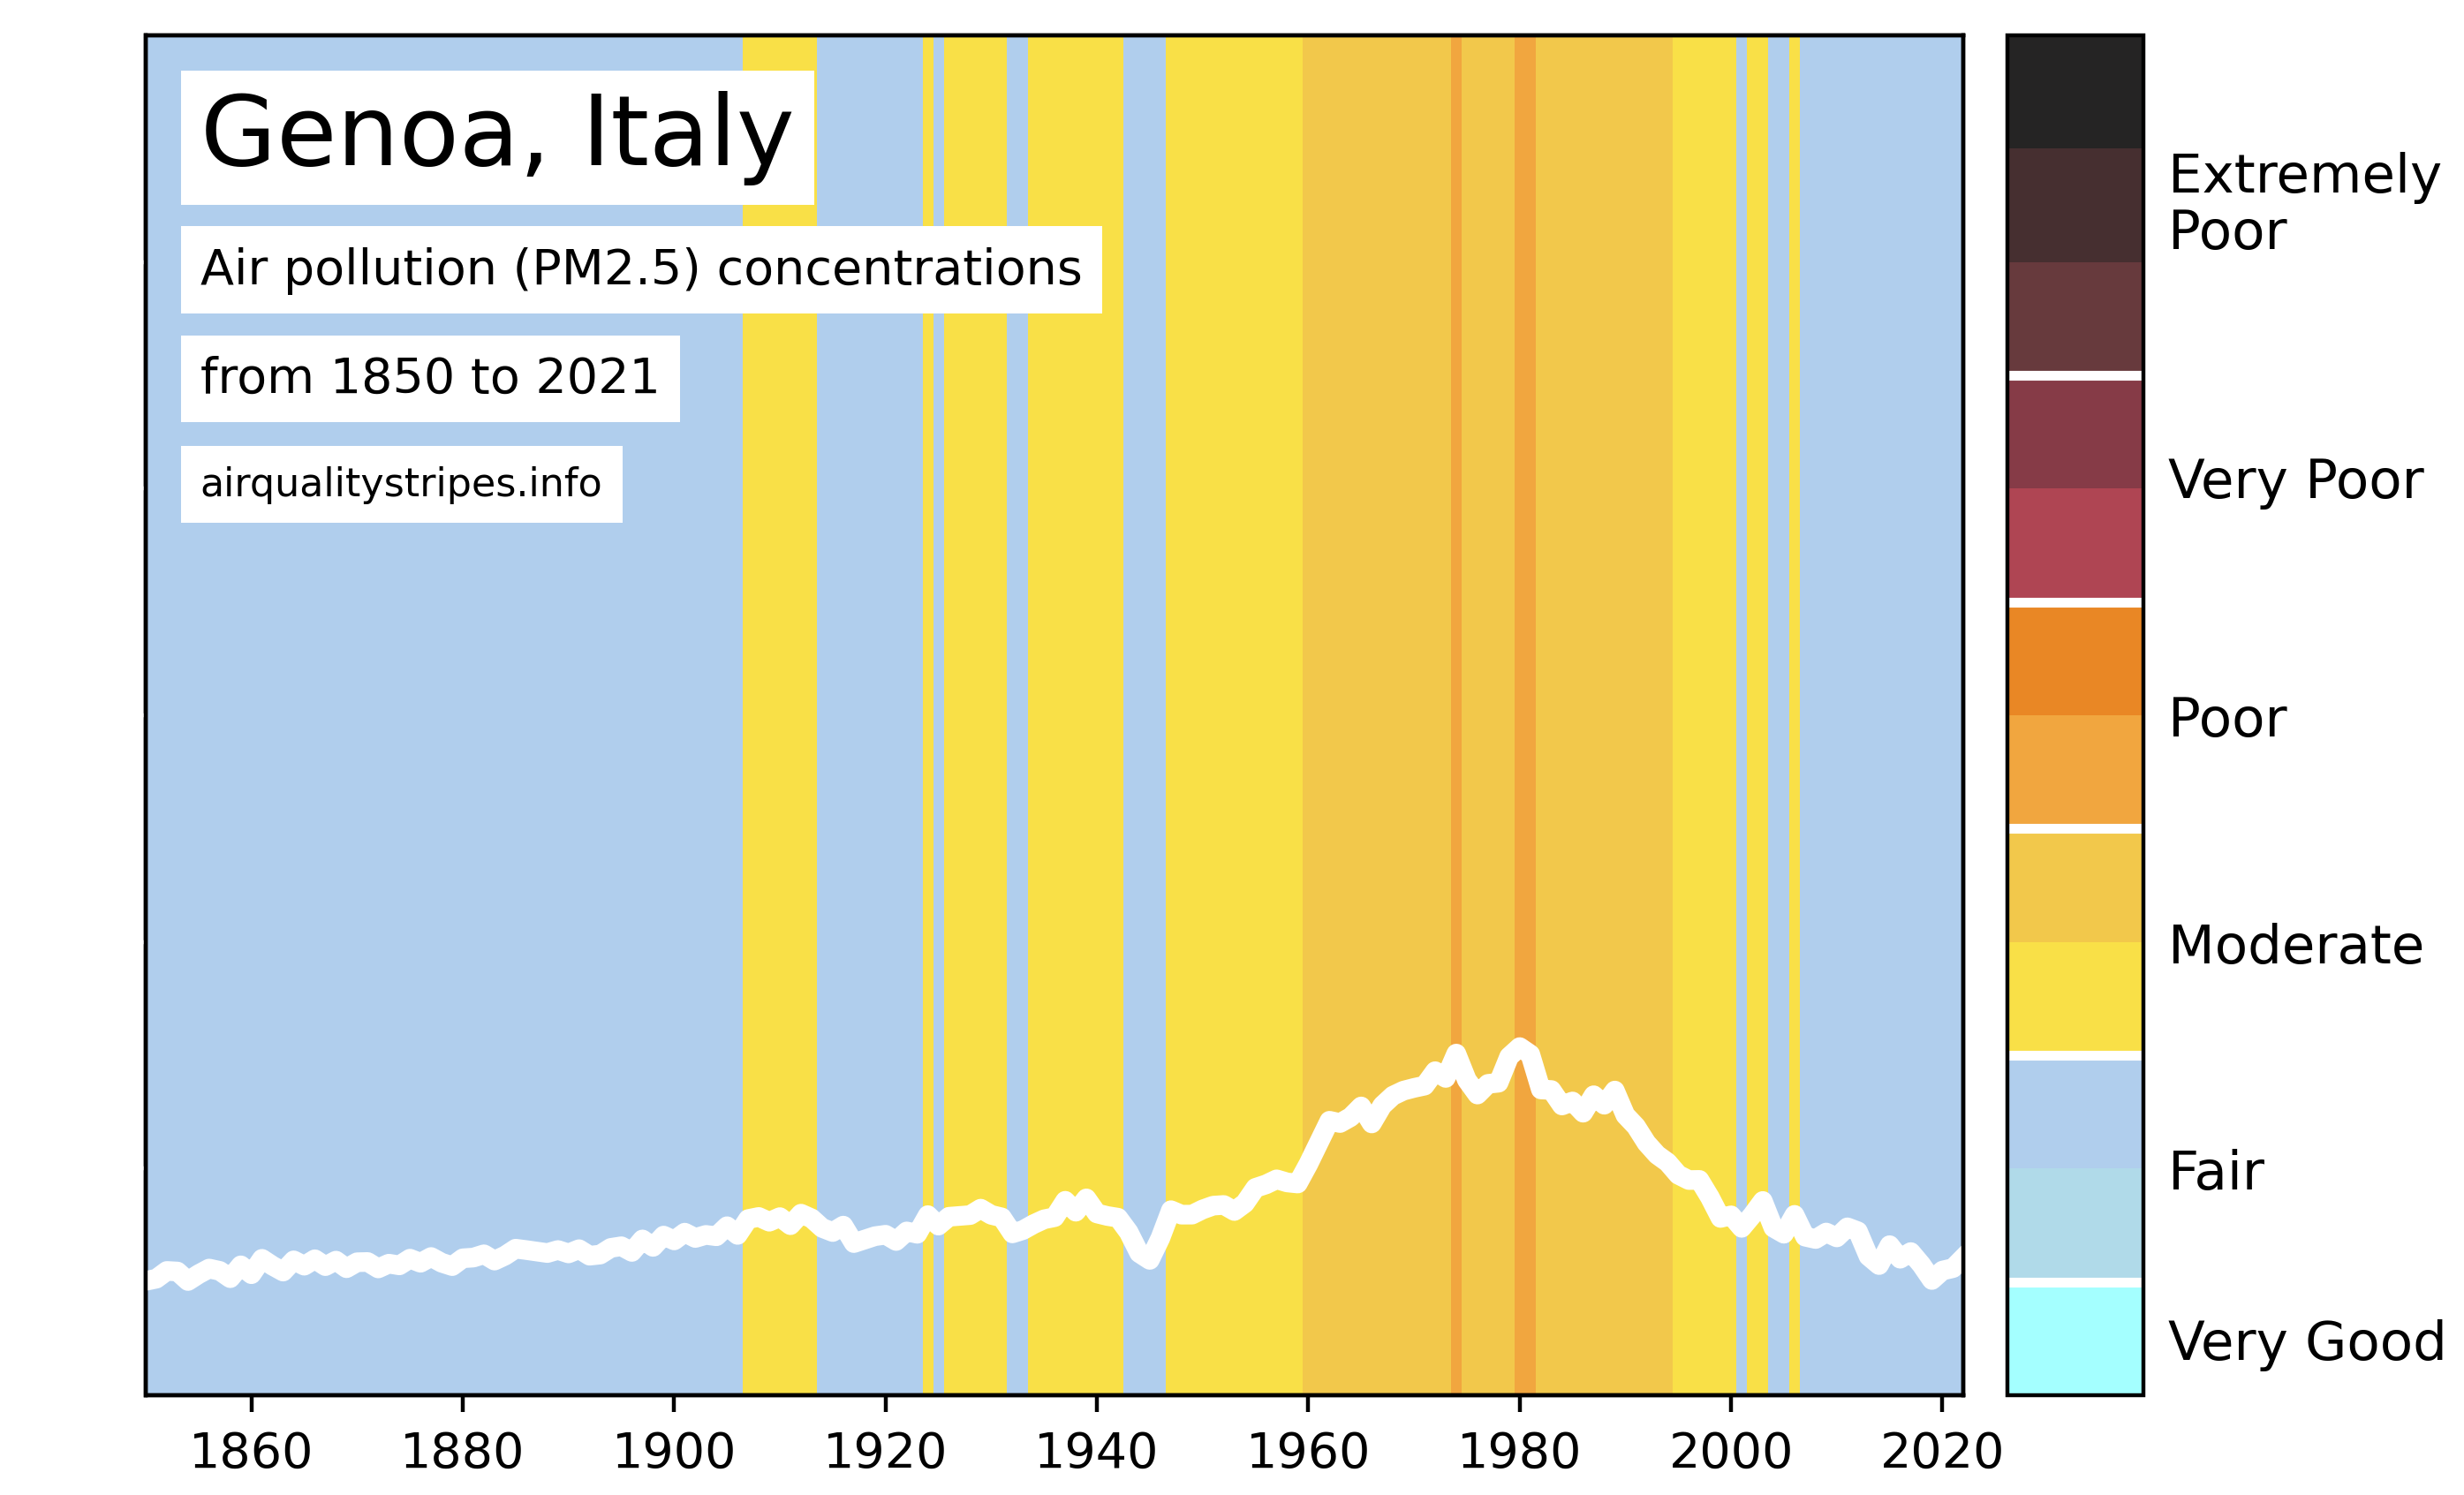 Genoa, Italy
Air pollution (PM2.5) concentrations
from 1850 to 2021
airqualitystripes.info
Extremely
Poor
Very Poor
Poor
Moderate
Fair
Very Good
1860 1880 1900 1920 1940 1960 1980 2000 2020